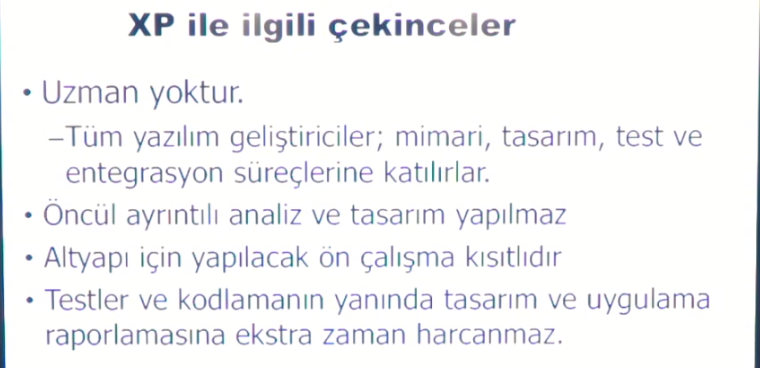 XP ile ilgili çekinceler
• Uzman yoktur.
–Tüm yazılım geliştiriciler; mimari, tasarım, test ve
entegrasyon süreçlerine katılırlar.
• Öncül ayrıntılı analiz ve tasarım yapılmaz
• Altyapı için yapılacak ön çalışma kısıtlıdır
• Testler ve kodlamanın yanında tasarım ve uygulama
raporlamasına ekstra zaman harcanmaz.